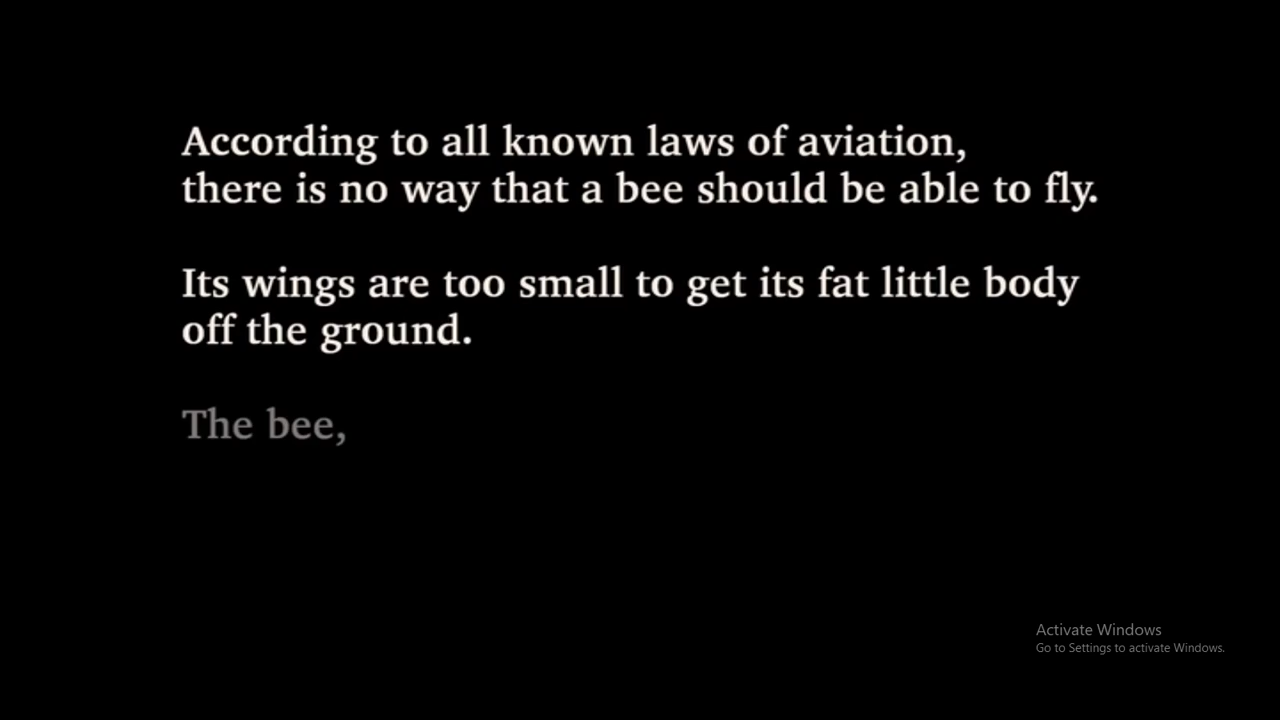 According to all known laws of aviation,
there is no way that a bee should be able to fly.
Its wings are too small to get its fat little body
off the ground.
The bee,
Activate Windows
Go to Settings to activate Windows.